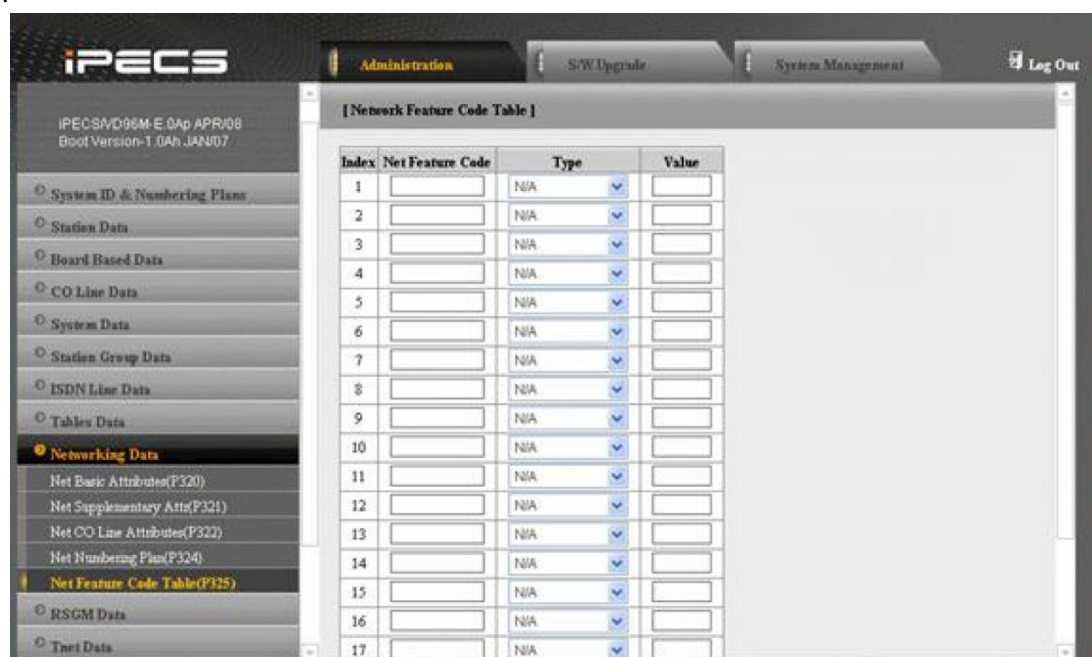 iPECS
Administration
S/W Upgrade
System Management
Log Out
iPECS/VD96M-E.0Ap APR/08
Boot Version-1.0Ah JAN/07
System ID & Numbering Plans
Station Data
Board Based Data
CO Line Data
System Data
Station Group Data
ISDN Line Data
Tables Data
Networking Data
Net Basic Attributes(P320)
Net Supplementary Atts(P321)
Net CO Line Attributes(P322)
Net Numbering Plan(P324)
Net Feature Code Table(P325)
RSGM Data
Tnet Data
[ Network Feature Code Table ]
Index Net Feature Code Type Value
1 N/A
2 N/A
3 N/A
4 N/A
5 N/A
6 N/A
7 N/A
8 N/A
9 N/A
10 N/A
11 N/A
12 N/A
13 N/A
14 N/A
15 N/A
16 N/A
17 N/A